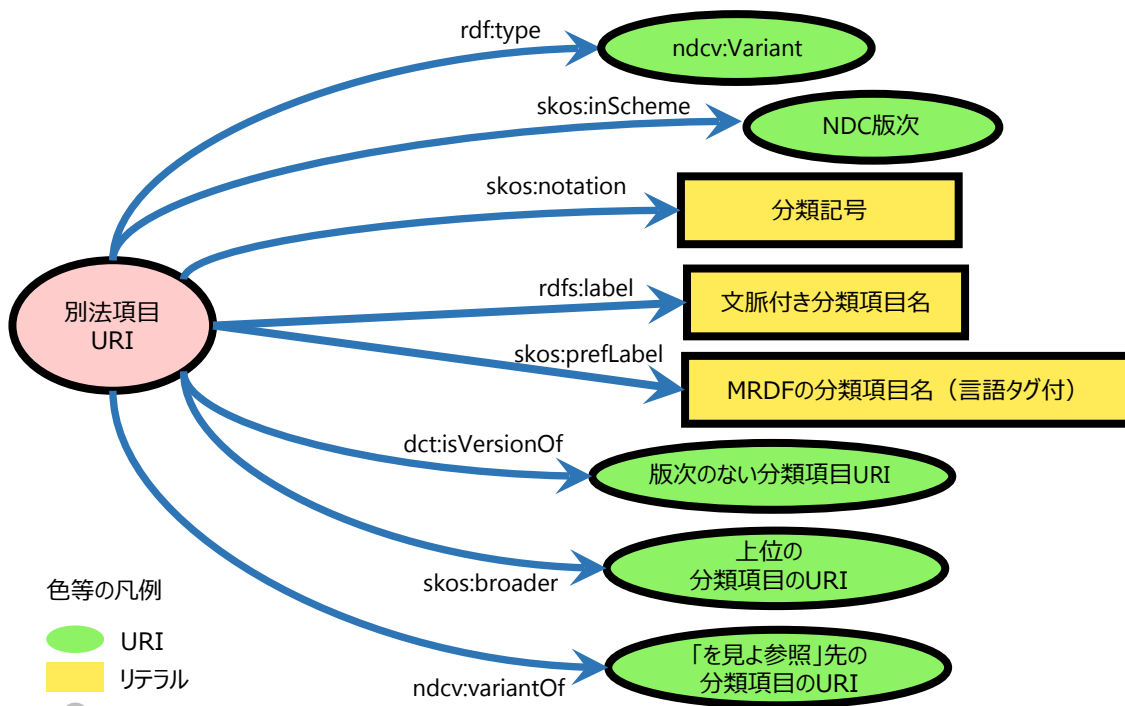 rdf:type
ndcv:Variant
skos:inScheme
NDC版次
skos:notation
分類記号
別法項目
URI
rdfs:label
文脈付き分類項目名
skos:prefLabel
MRDFの分類項目名（言語タグ付）
dct:isVersionOf
版次のない分類項目URI
skos:broader
上位の
分類項目のURI
ndcv:variantOf
「を見よ参照」先の
分類項目のURI
色等の凡例
URI
リテラル